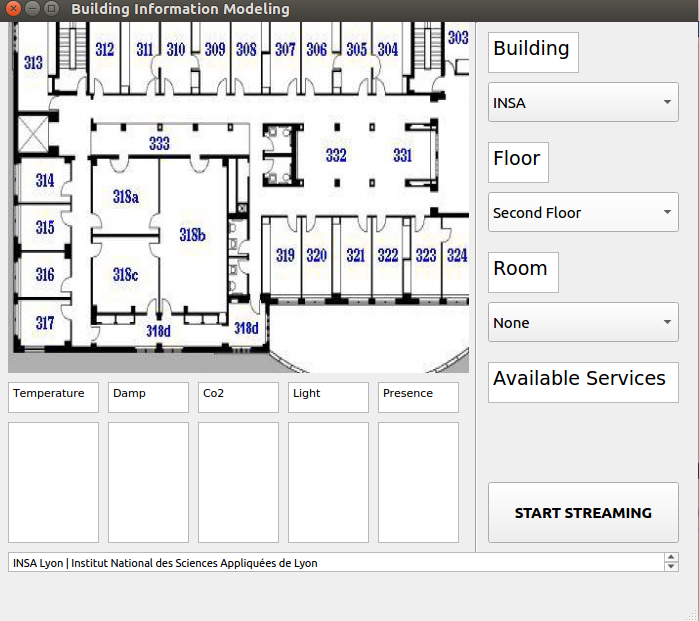 Building Information Modeling
313
312
311
310
309
308
307
306
305
304
303
333
332
331
314
318a
315
318b
316
318c
319
320
321
322
323
324
317
318d
318d
Temperature
Damp
Co2
Light
Presence
INSA Lyon | Institut National des Sciences Appliquées de Lyon
Building
INSA
Floor
Second Floor
Room
None
Available Services
START STREAMING